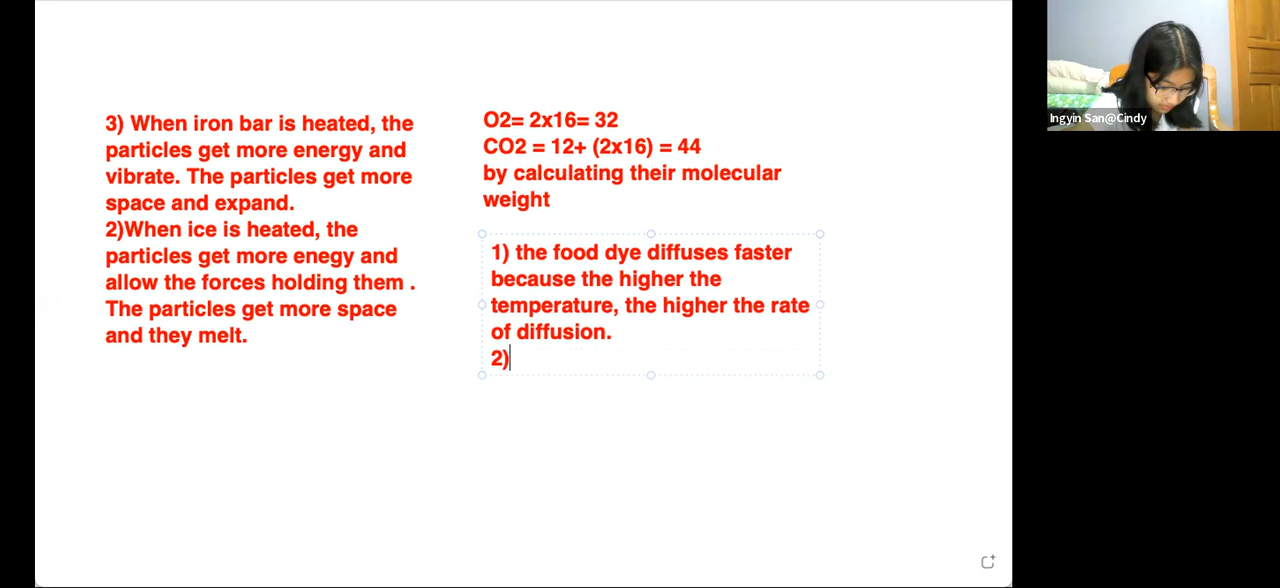 3) When iron bar is heated, the
particles get more energy and
vibrate. The particles get more
space and expand.
2)When ice is heated, the
particles get more enegy and
allow the forces holding them .
The particles get more space
and they melt.
O2= 2x16= 32
CO2 = 12+ (2x16) = 44
by calculating their molecular
weight
1) the food dye diffuses faster
because the higher the
temperature, the higher the rate
of diffusion.
2)
Ingyin San@Cindy